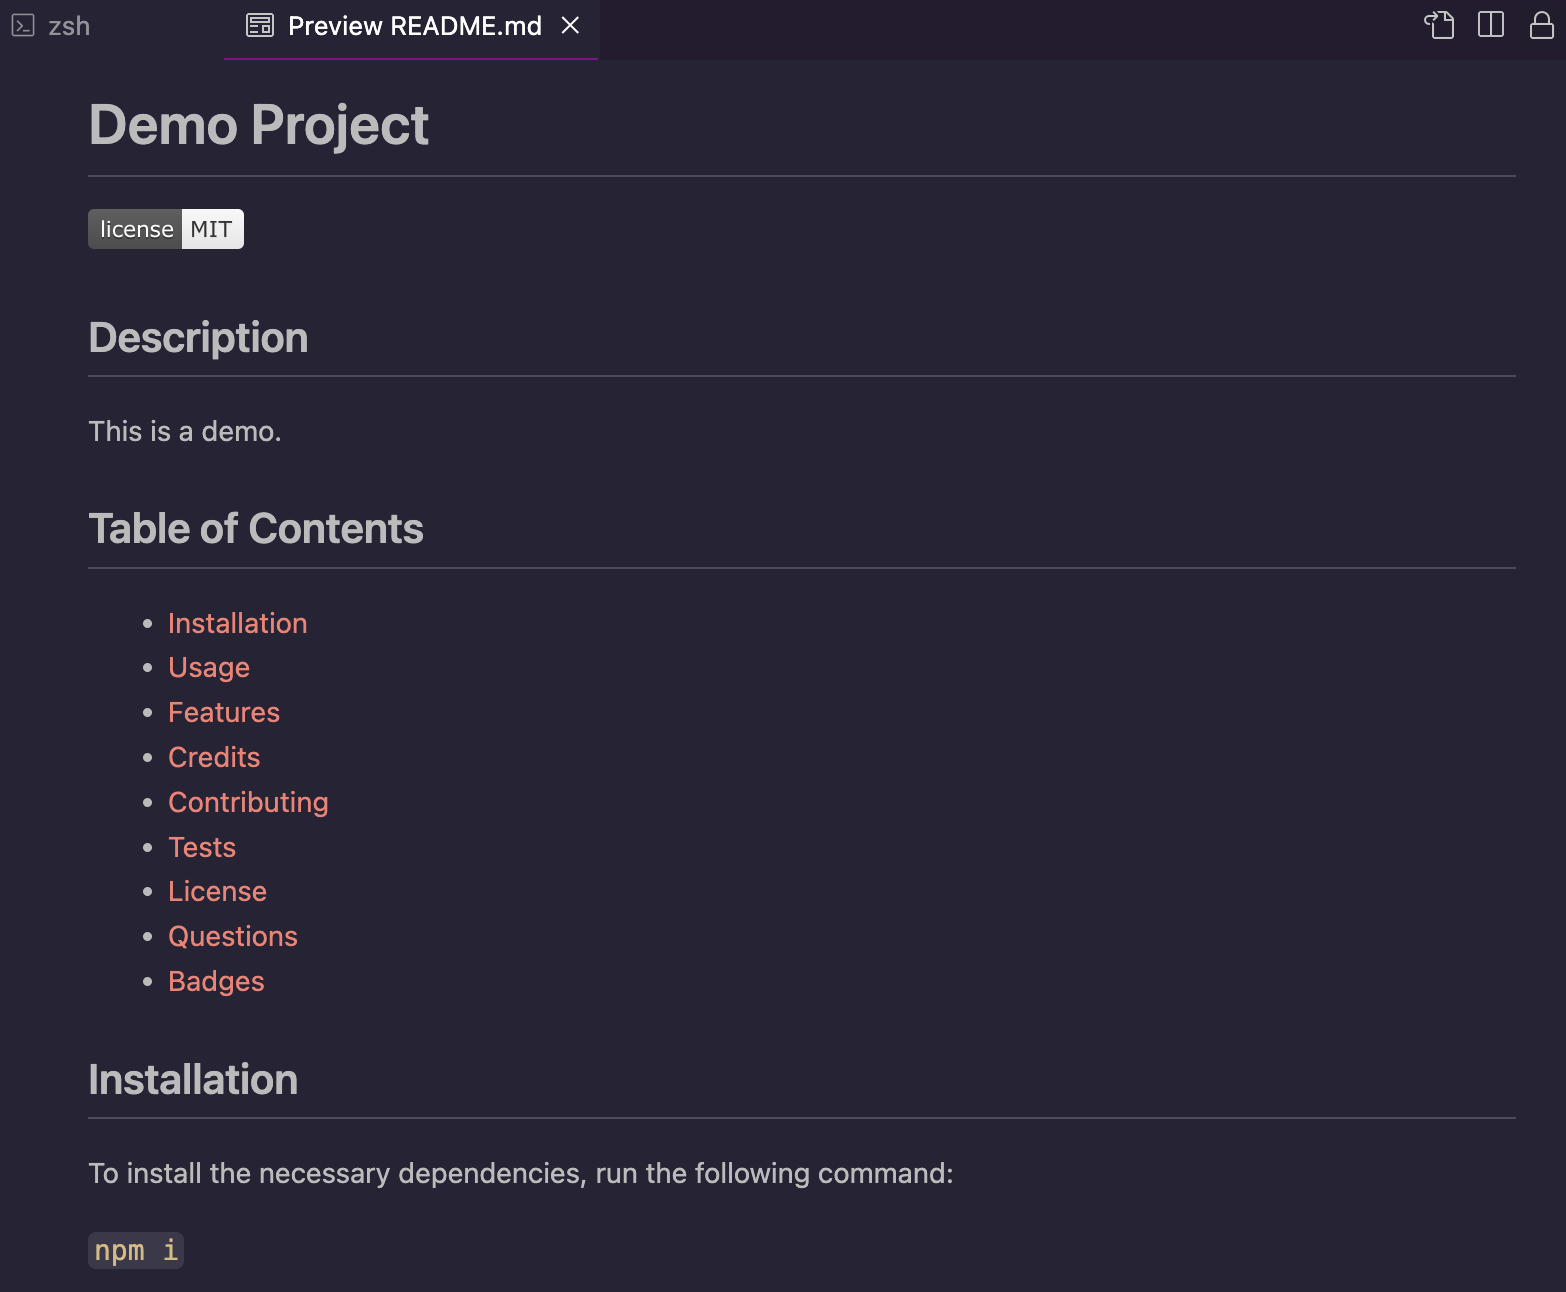 zsh
Preview README.md
Demo Project
license MIT
Description
This is a demo.
Table of Contents
Installation
Usage
Features
Credits
Contributing
Tests
License
Questions
Badges
Installation
To install the necessary dependencies, run the following command:
npm i